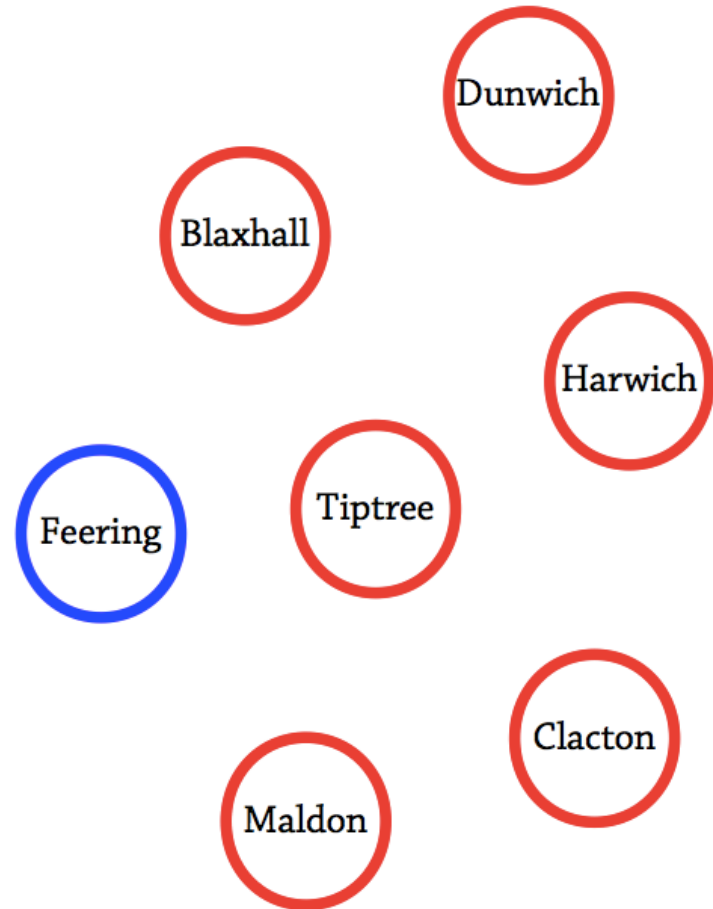 Dunwich
Blaxhall
Harwich
Tiptree
Feering
Clacton
Maldon